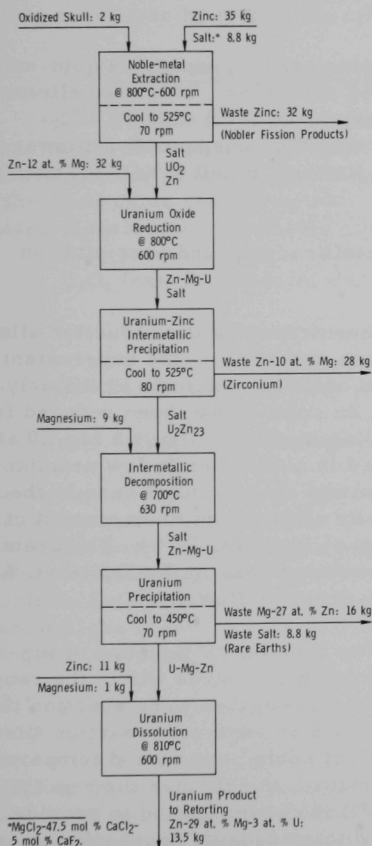 Oxidized Skull: 2 kg
Zinc: 35 kg
Salt:* 8.8 kg
Noble-metal
Extraction
@ 800°C-600 rpm
Cool to 525°C
70 rpm
Waste Zinc: 32 kg
(Nobler Fission Products)
Salt
UO2
Zn
Zn-12 at. % Mg: 32 kg
Uranium Oxide
Reduction
@ 800°C
600 rpm
Zn-Mg-U
Salt
Uranium-Zinc
Intermetallic
Precipitation
Cool to 525°C
80 rpm
Waste Zn-10 at. % Mg: 28 kg
(Zirconium)
Salt
U2Zn23
Magnesium: 9 kg
Intermetallic
Decomposition
@ 700°C
630 rpm
Salt
Zn-Mg-U
Uranium
Precipitation
Cool to 450°C
70 rpm
Waste Mg-27 at. % Zn: 16 kg
Waste Salt: 8.8 kg
(Rare Earths)
U-Mg-Zn
Zinc: 11 kg
Magnesium: 1 kg
Uranium
Dissolution
@ 810°C
600 rpm
Uranium Product
to Retorting
Zn-29 at. % Mg-3 at. % U:
13.5 kg
*MgCl2-47.5 mol % CaCl2-
5 mol % CaF2.